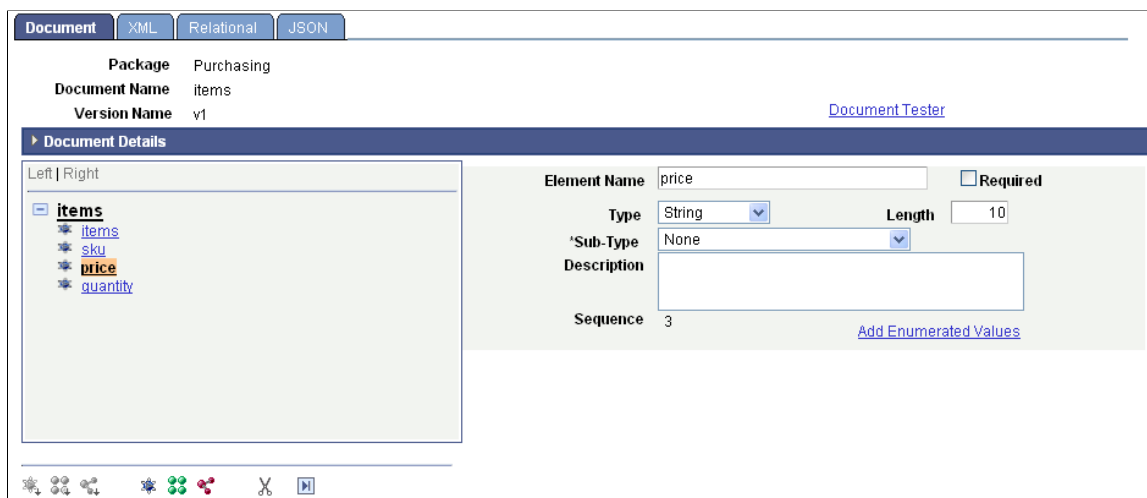 Document XML Relational JSON
Package Purchasing
Document Name items
Version Name v1
Document Tester
Document Details
Left | Right
items
items
sku
price
quantity
Element Name price Required
Type String Length 10
*Sub-Type None
Description
Sequence 3
Add Enumerated Values